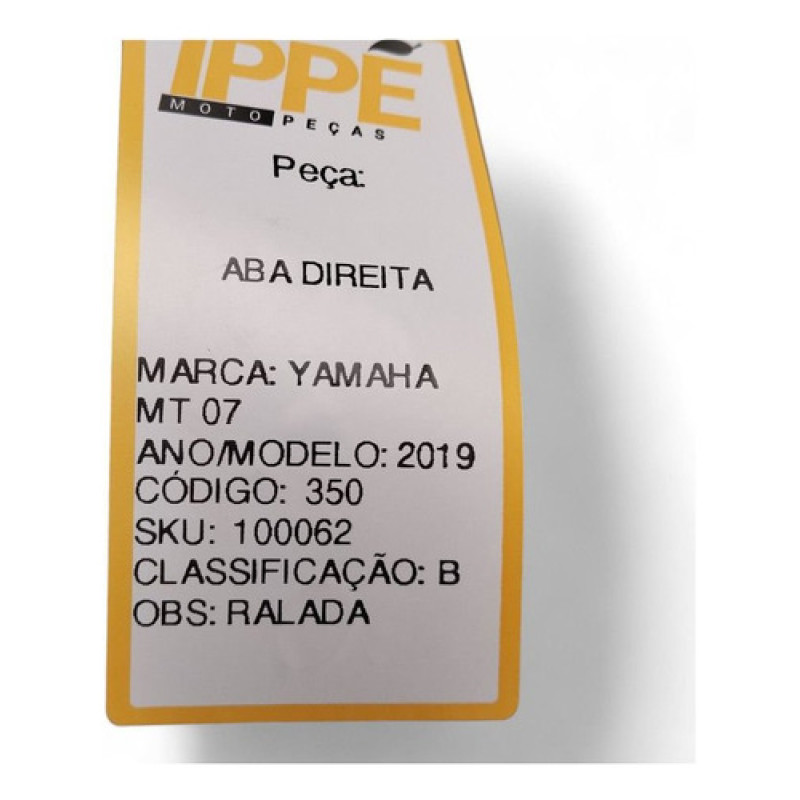 IPPÊ
MOTO PEÇAS
Peça:
ABA DIREITA
MARCA: YAMAHA
MT 07
ANO/MODELO: 2019
CÓDIGO: 350
SKU: 100062
CLASSIFICAÇÃO: B
OBS: RALADA